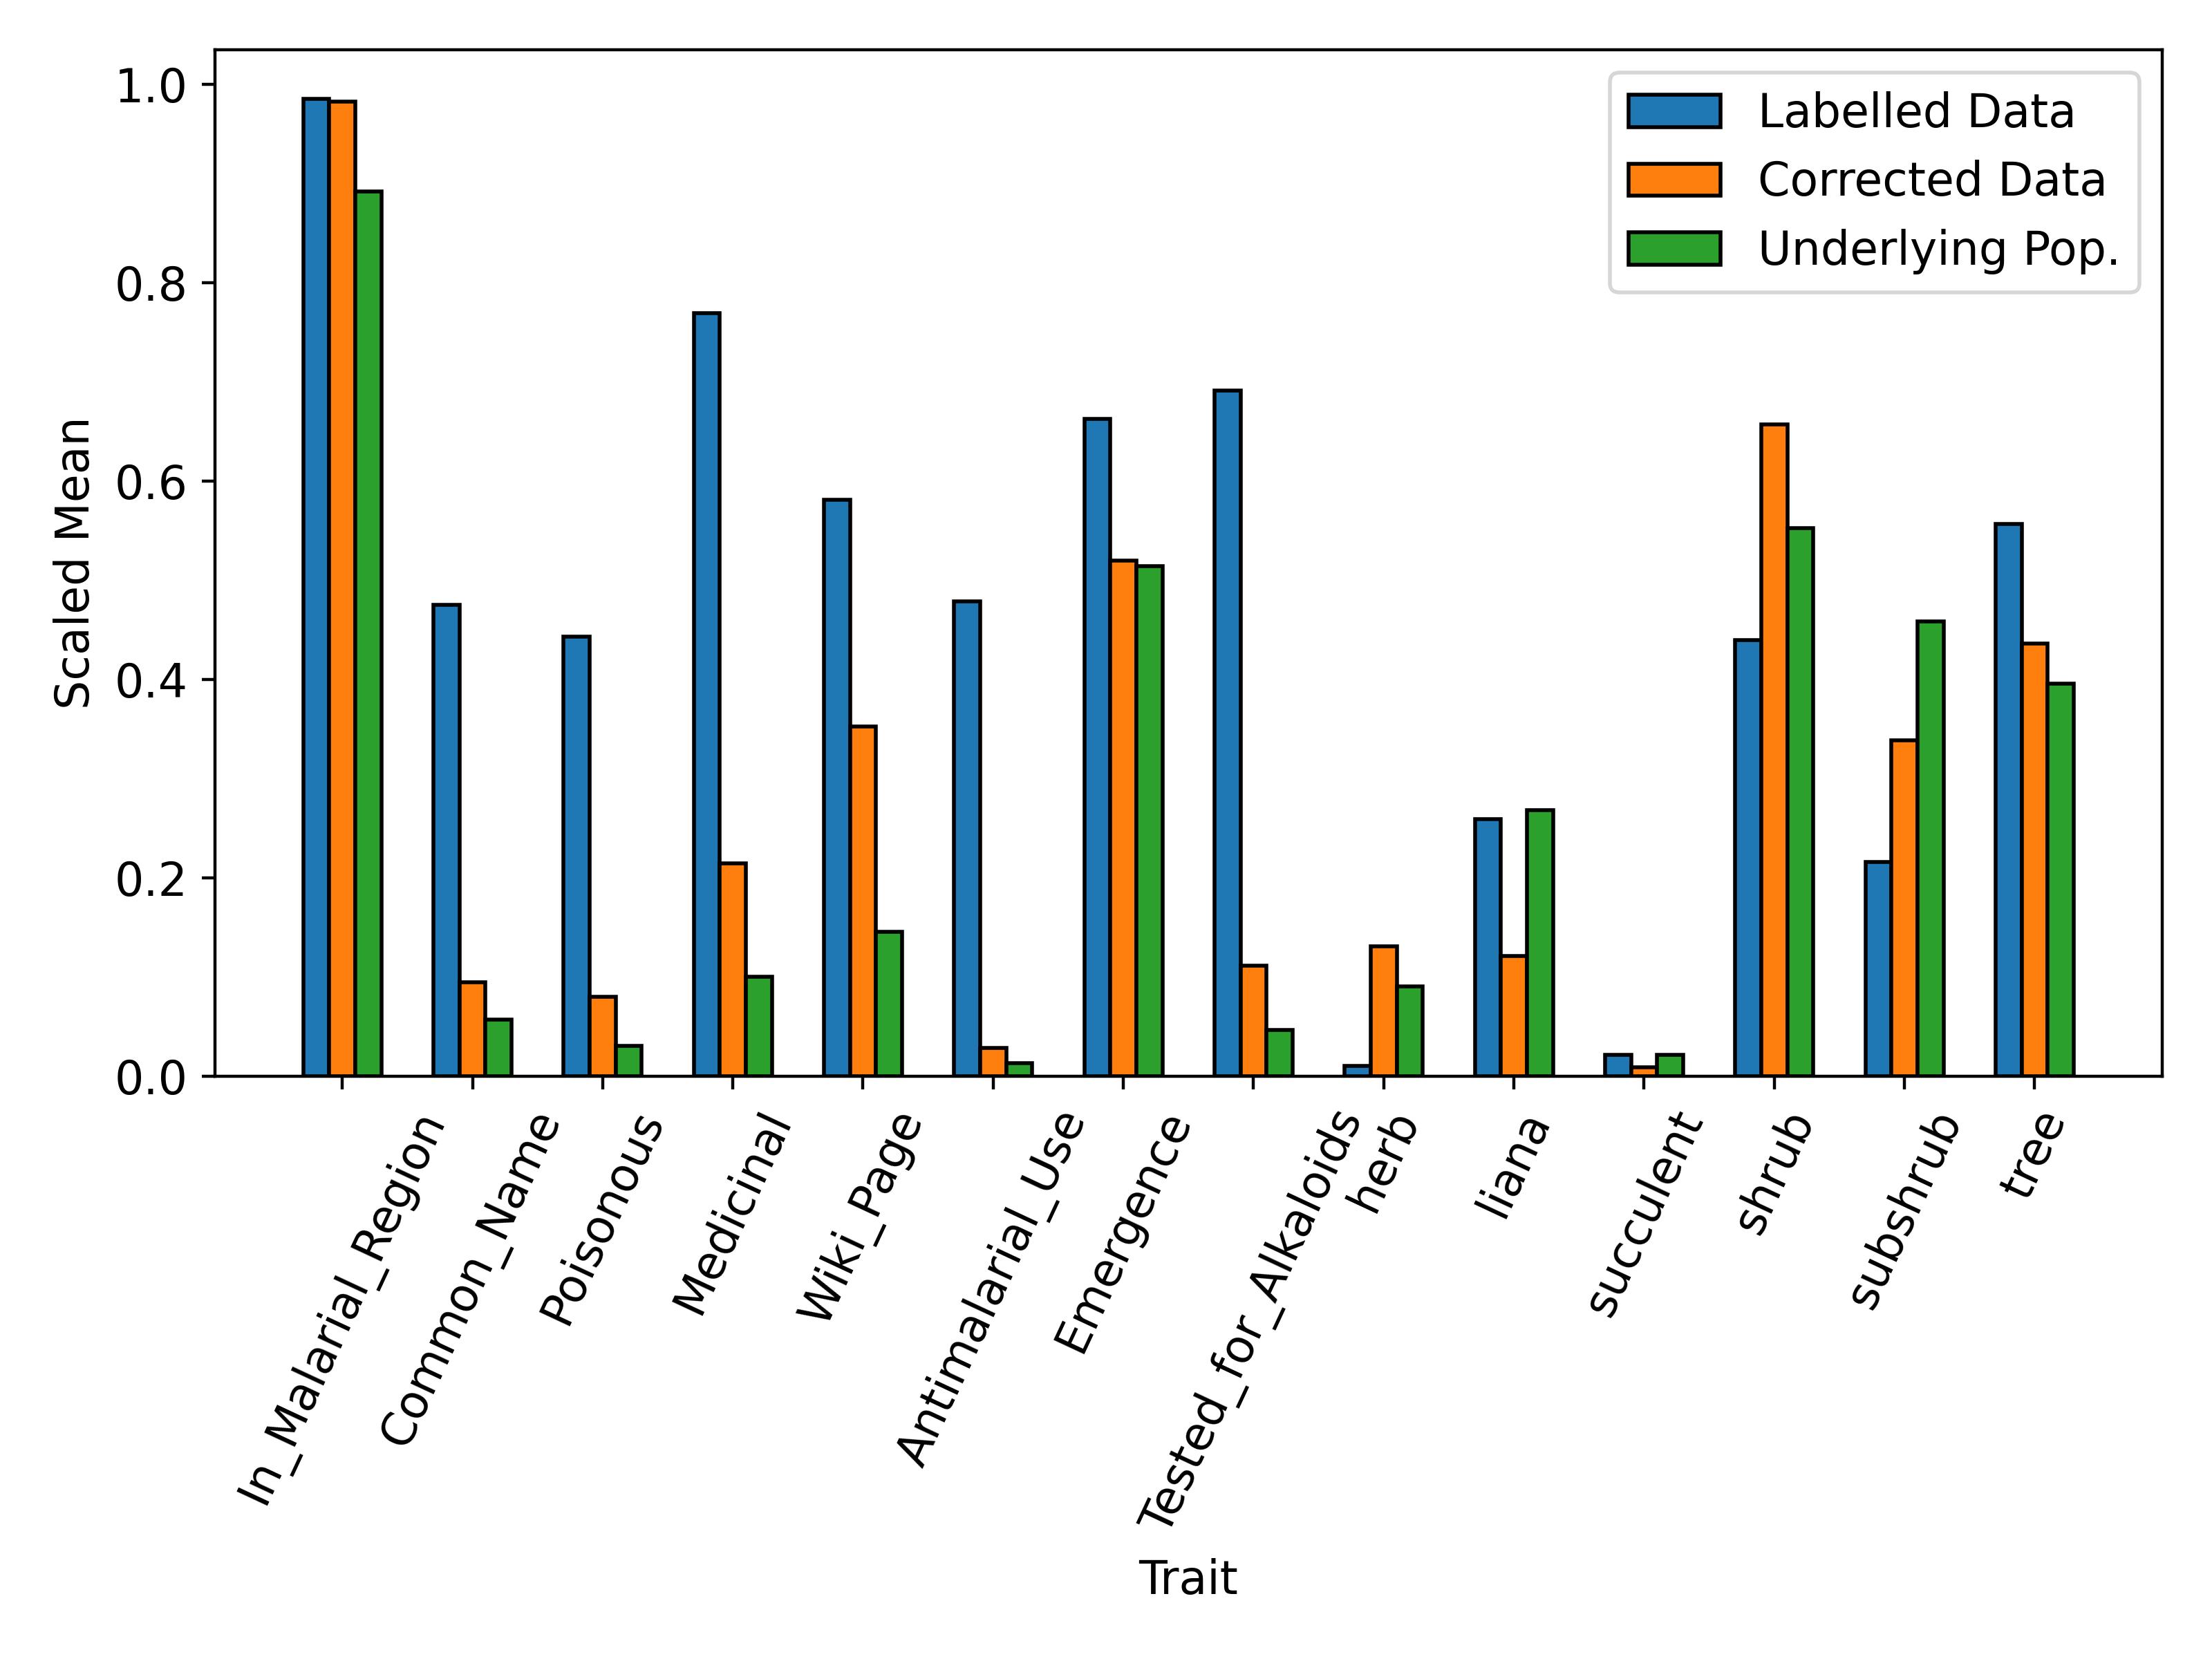 1.0
0.8
0.6
0.4
0.2
0.0
Scaled Mean
Labelled Data
Corrected Data
Underlying Pop.
In_Malarial_Region
Common_Name
Poisonous
Medicinal
Wiki_Page
Antimalarial_Use
Emergence
Tested_for_Alkaloids
herb
liana
succulent
shrub
subshrub
tree
Trait